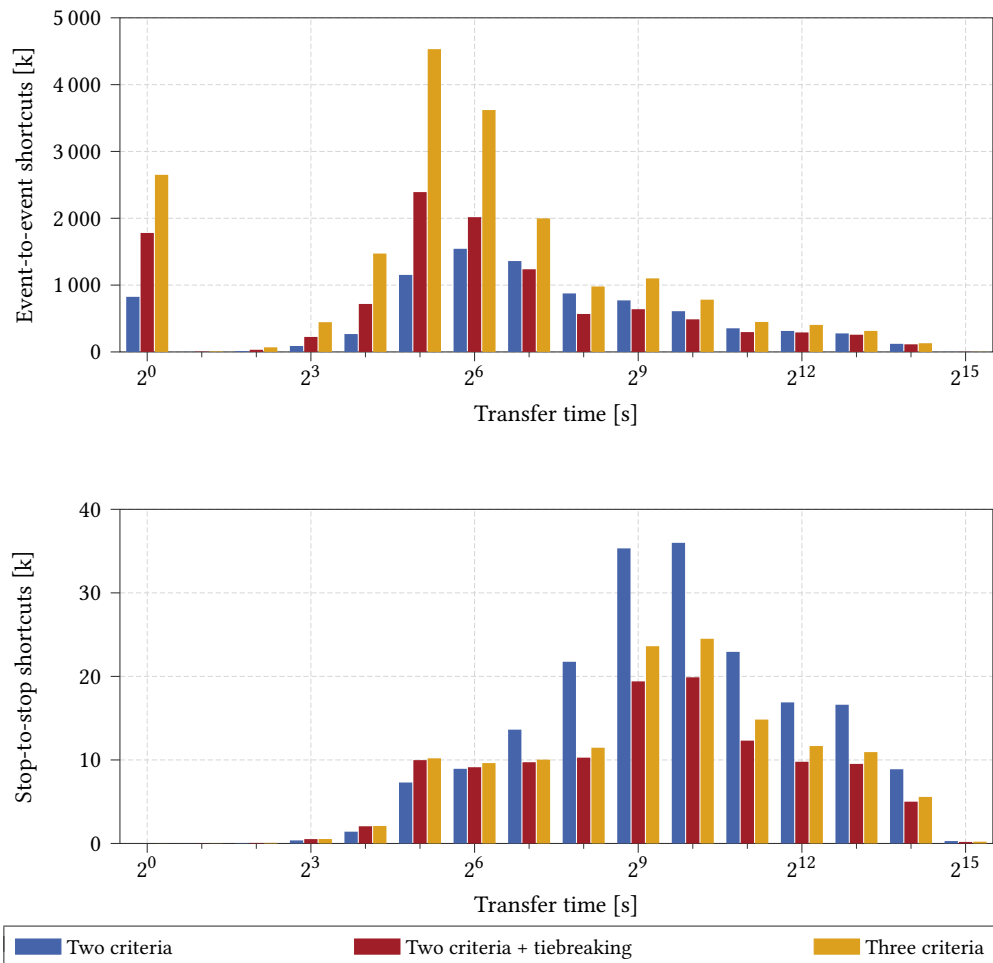 5 000
4 000
3 000
2 000
1 000
0
Event-to-event shortcuts [k]
2^0 2^3 2^6 2^9 2^12 2^15
Transfer time [s]
40
30
20
10
0
Stop-to-stop shortcuts [k]
2^0 2^3 2^6 2^9 2^12 2^15
Transfer time [s]
Two criteria Two criteria + tiebreaking Three criteria